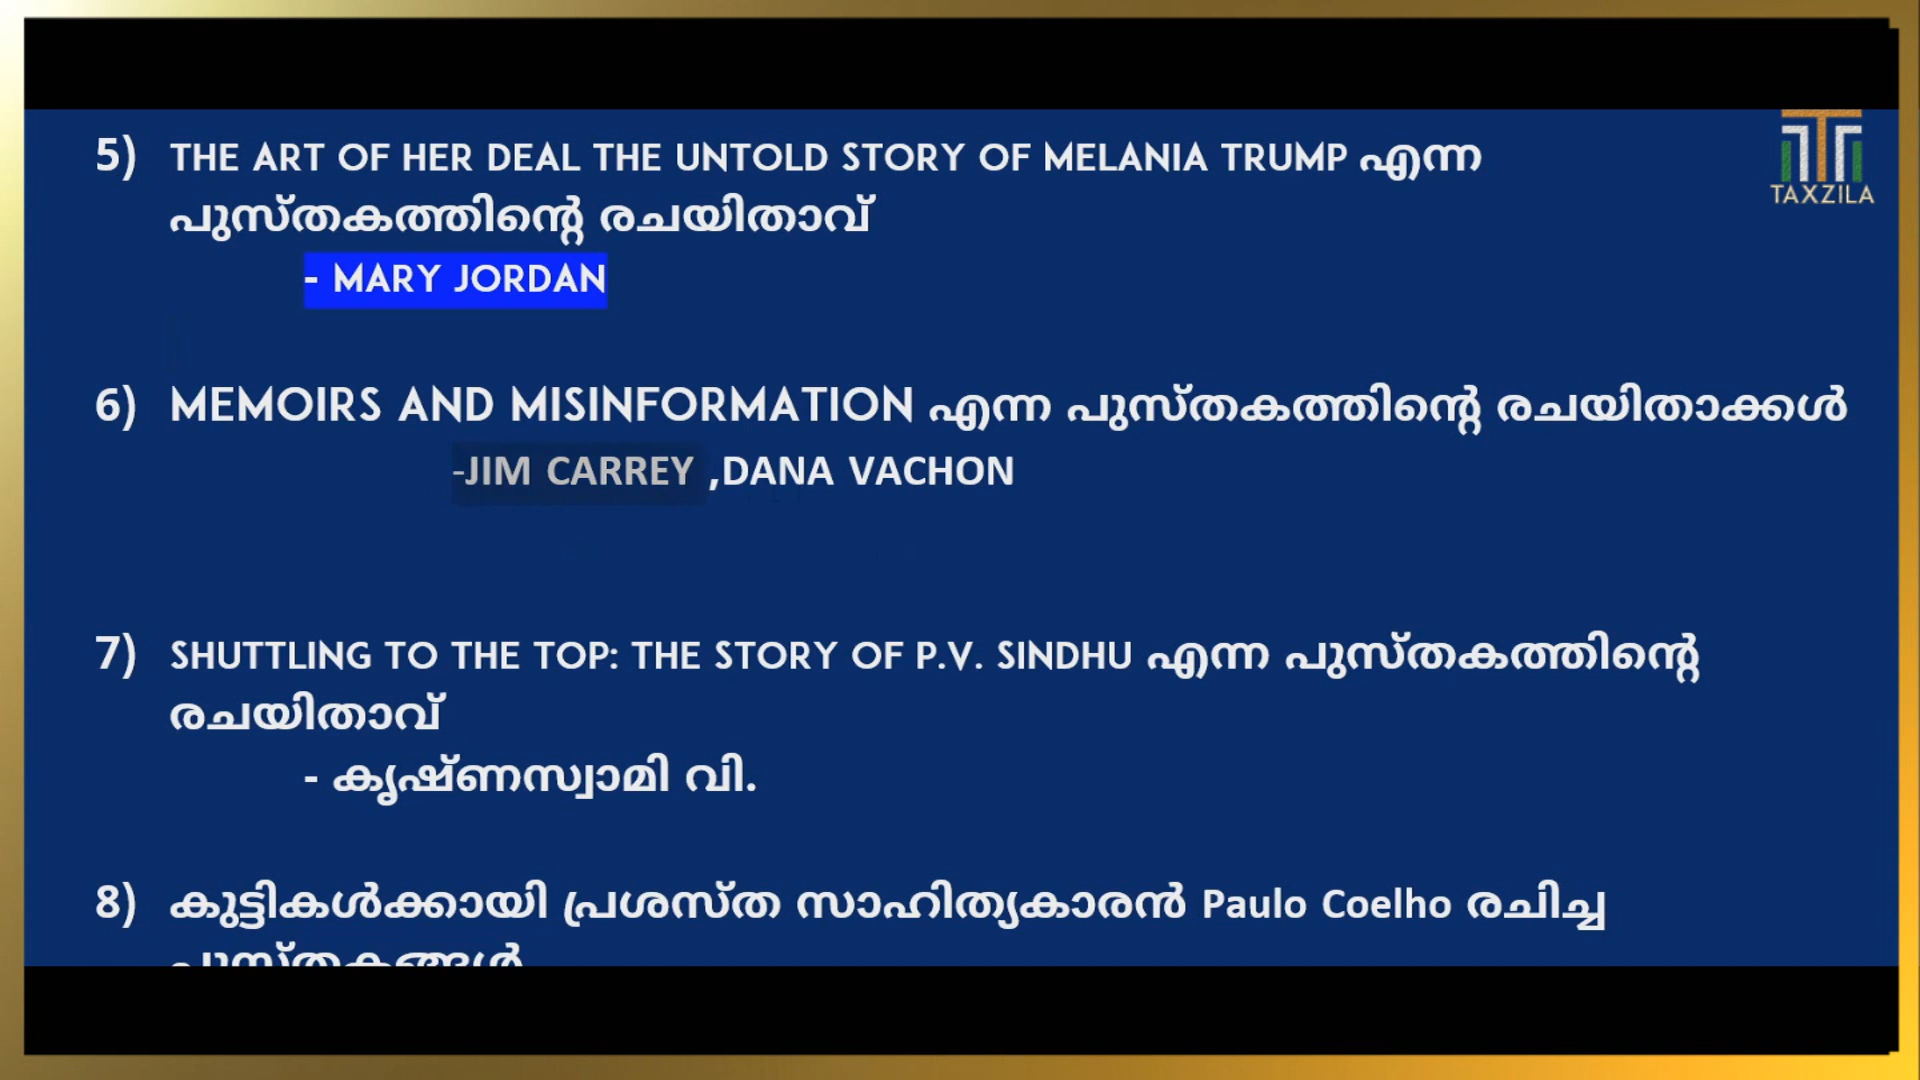 5) THE ART OF HER DEAL THE UNTOLD STORY OF MELANIA TRUMP എന്ന
പുസ്തകത്തിന്റെ രചയിതാവ്
- MARY JORDAN
TAXZILA
6) MEMOIRS AND MISINFORMATION എന്ന പുസ്തകത്തിന്റെ രചയിതാക്കൾ
-JIM CARREY ,DANA VACHON
7) SHUTTLING TO THE TOP: THE STORY OF P.V. SINDHU എന്ന പുസ്തകത്തിന്റെ
രചയിതാവ്
- കൃഷ്ണസ്വാമി വി.
8) കുട്ടികൾക്കായി പ്രശസ്ത സാഹിത്യകാരൻ Paulo Coelho രചിച്ച
പുസ്തകങ്ങൾ